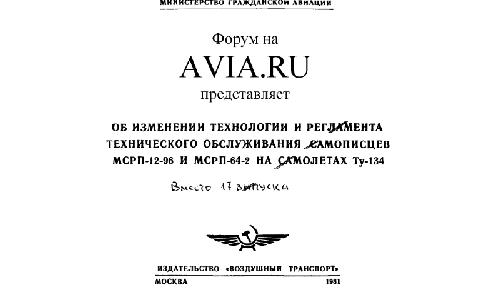 МИНИСТЕРСТВО ГРАЖДАНСКОЙ АВИАЦИИ
Форум на
AVIA.RU
представляет
ОБ ИЗМЕНЕНИИ ТЕХНОЛОГИИ И РЕГЛАМЕНТА
ТЕХНИЧЕСКОГО ОБСЛУЖИВАНИЯ САМОПИСЦЕВ
МСРП-12-96 И МСРП-64-2 НА САМОЛЕТАХ Ту-134
Вместо 17 выпуска
ИЗДАТЕЛЬСТВО «ВОЗДУШНЫЙ ТРАНСПОРТ»
МОСКВА 1981